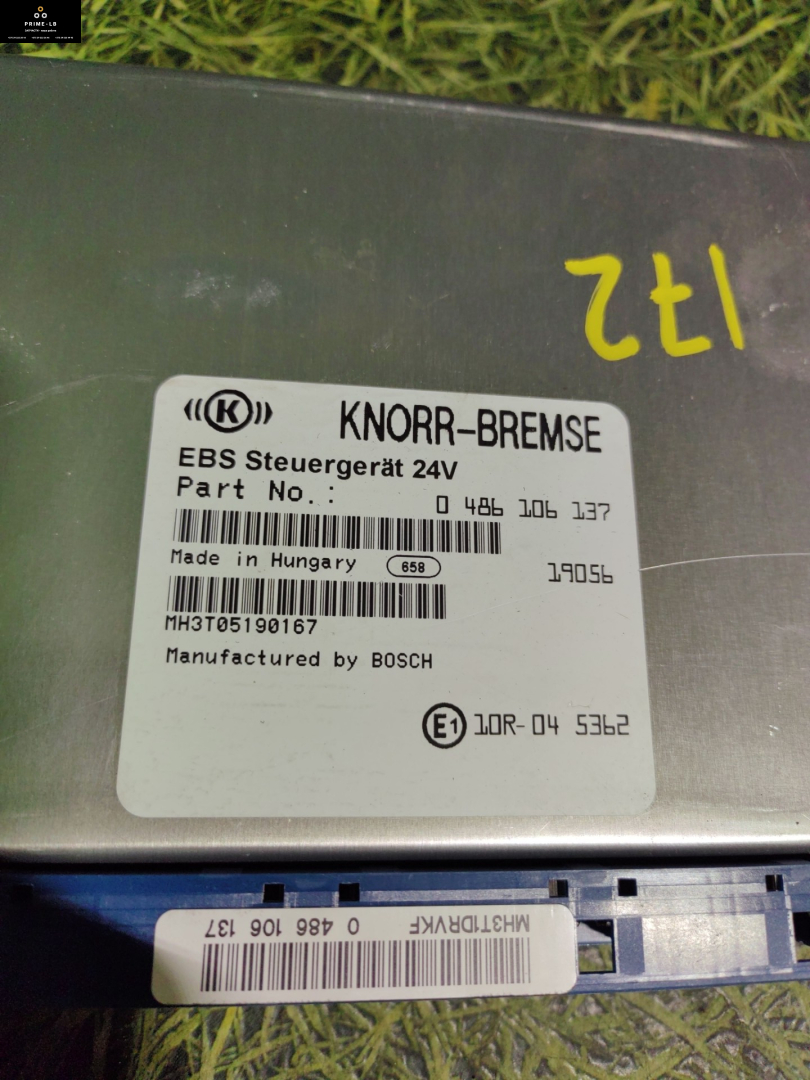 PRIME-LB
172
K
KNORR-BREMSE
EBS Steuergerät 24V
Part No.: 0 486 106 137
Made in Hungary 658 19056
MH3T05190167
Manufactured by BOSCH
E1 10R-04 5362
MH3T1DRVKF 0 486 106 137